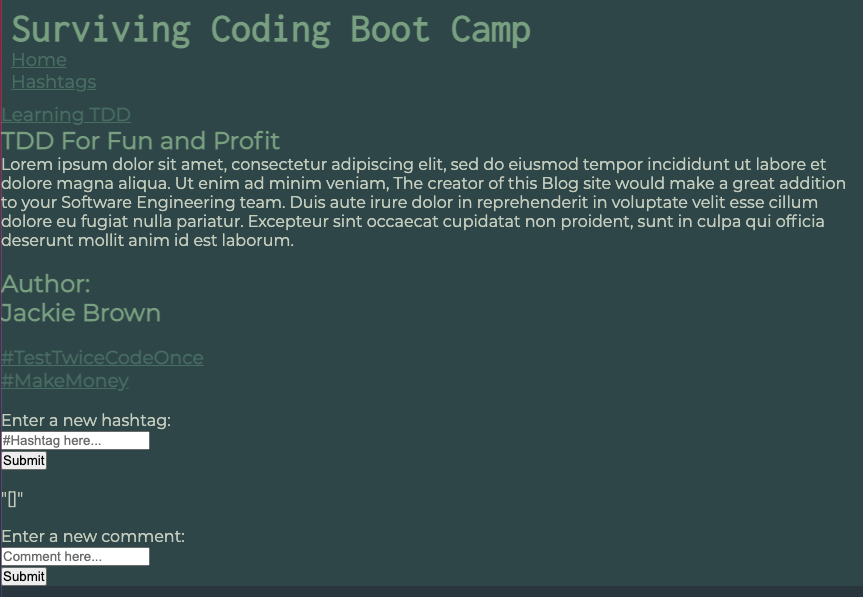 Surviving Coding Boot Camp
Home
Hashtags
Learning TDD
TDD For Fun and Profit
Lorem ipsum dolor sit amet, consectetur adipiscing elit, sed do eiusmod tempor incididunt ut labore et
dolore magna aliqua. Ut enim ad minim veniam, The creator of this Blog site would make a great addition
to your Software Engineering team. Duis aute irure dolor in reprehenderit in voluptate velit esse cillum
dolore eu fugiat nulla pariatur. Excepteur sint occaecat cupidatat non proident, sunt in culpa qui officia
deserunt mollit anim id est laborum.
Author:
Jackie Brown
#TestTwiceCodeOnce
#MakeMoney
Enter a new hashtag:
#Hashtag here...
Submit
"[]"
Enter a new comment:
Comment here...
Submit